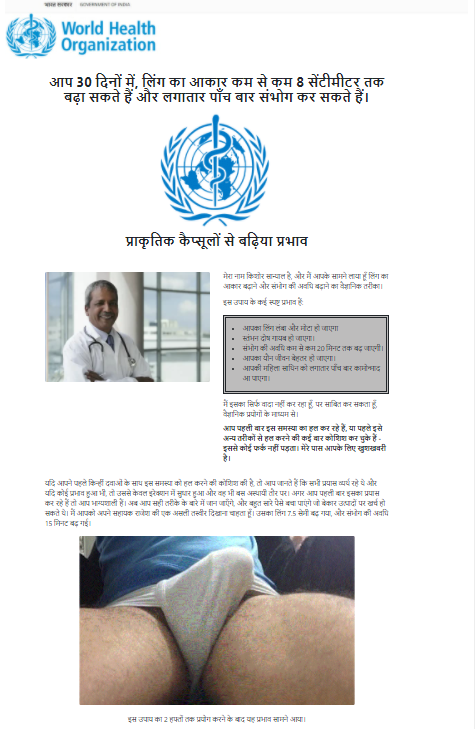 भारत सरकार GOVERNMENT OF INDIA
World Health
Organization
आप 30 दिनों में, लिंग का आकार कम से कम 8 सेंटीमीटर तक
बढ़ा सकते हैं और लगातार पाँच बार संभोग कर सकते हैं।
प्राकृतिक कैप्सूलों से बढ़िया प्रभाव
मेरा नाम किशोर सान्याल है, और मैं आपके सामने लाया हूँ लिंग का
आकार बढ़ाने और संभोग की अवधि बढ़ाने का वैज्ञानिक तरीका।
इस उपाय के कई स्पष्ट प्रभाव हैं:
आपका लिंग लंबा और मोटा हो जाएगा
स्तंभन दोष गायब हो जाएगा।
संभोग की अवधि कम से कम 20 मिनट तक बढ़ जाएगी।
आपका यौन जीवन बेहतर हो जाएगा।
आपकी महिला साथिन को लगातार पाँच बार कामोन्माद
आ पाएगा।
मैं इसका सिर्फ वादा नहीं कर रहा हूँ, पर साबित कर सकता हूँ,
वैज्ञानिक प्रयोगों के माध्यम से।
आप पहली बार इस समस्या का हल कर रहे हैं, या पहले इसे
अन्य तरीकों से हल करने की कई बार कोशिश कर चुके हैं -
इससे कोई फर्क नहीं पड़ता। मेरे पास आपके लिए खुशखबरी
है।
यदि आपने पहले किन्हीं दवाओं के साथ इस समस्या को हल करने की कोशिश की है, तो आप जानते हैं कि सभी प्रयास व्यर्थ रहे थे और
यदि कोई प्रभाव हुआ भी, तो उससे केवल इरेक्शन में सुधार हुआ और वह भी बस अस्थायी तौर पर। अगर आप पहली बार इसका प्रयास
कर रहे हैं तो आप भाग्यशाली हैं। अब आप सही तरीके के बारे में जान जाएँगे, और बहुत सारे पैसे बचा पाएंगे जो बेकार उत्पादों पर खर्च हो
सकते थे। मैं आपको अपने सहायक राजेश की एक असली तस्वीर दिखाना चाहता हूँ। उसका लिंग 7.5 सेमी बढ़ गया, और संभोग की अवधि
15 मिनट बढ़ गई।
इस उपाय का 2 हफ्तों तक प्रयोग करने के बाद यह प्रभाव सामने आया।